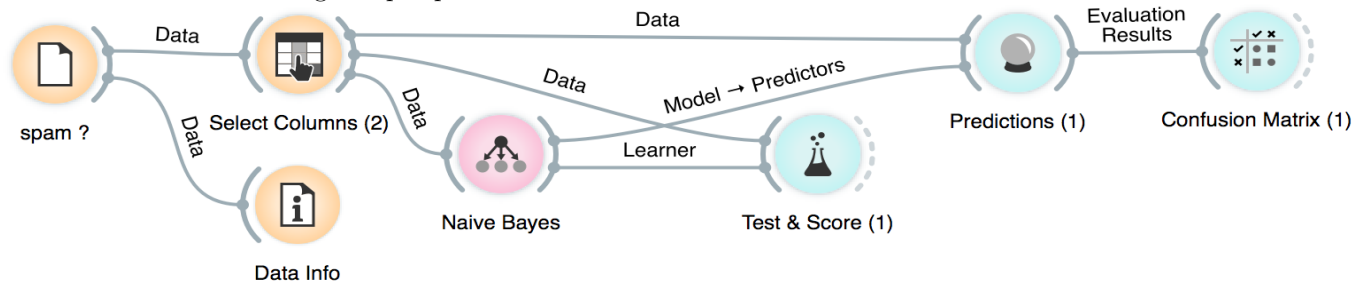 Data
Data
Evaluation
Results
spam ?
Data
Select Columns (2)
Data
Data
Model → Predictors
Predictions (1)
Confusion Matrix (1)
Learner
Naive Bayes
Test & Score (1)
Data Info